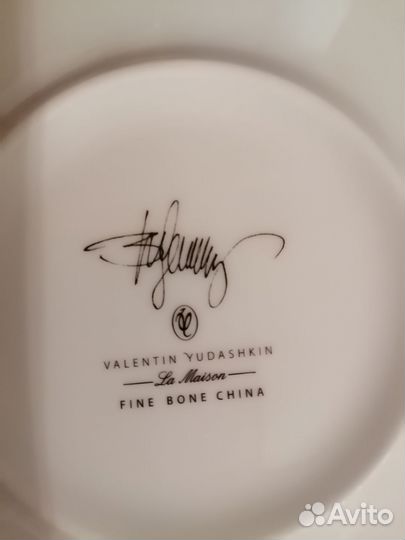 VALENTIN YUDASHKIN
La Maison
FINE BONE CHINA
Avito